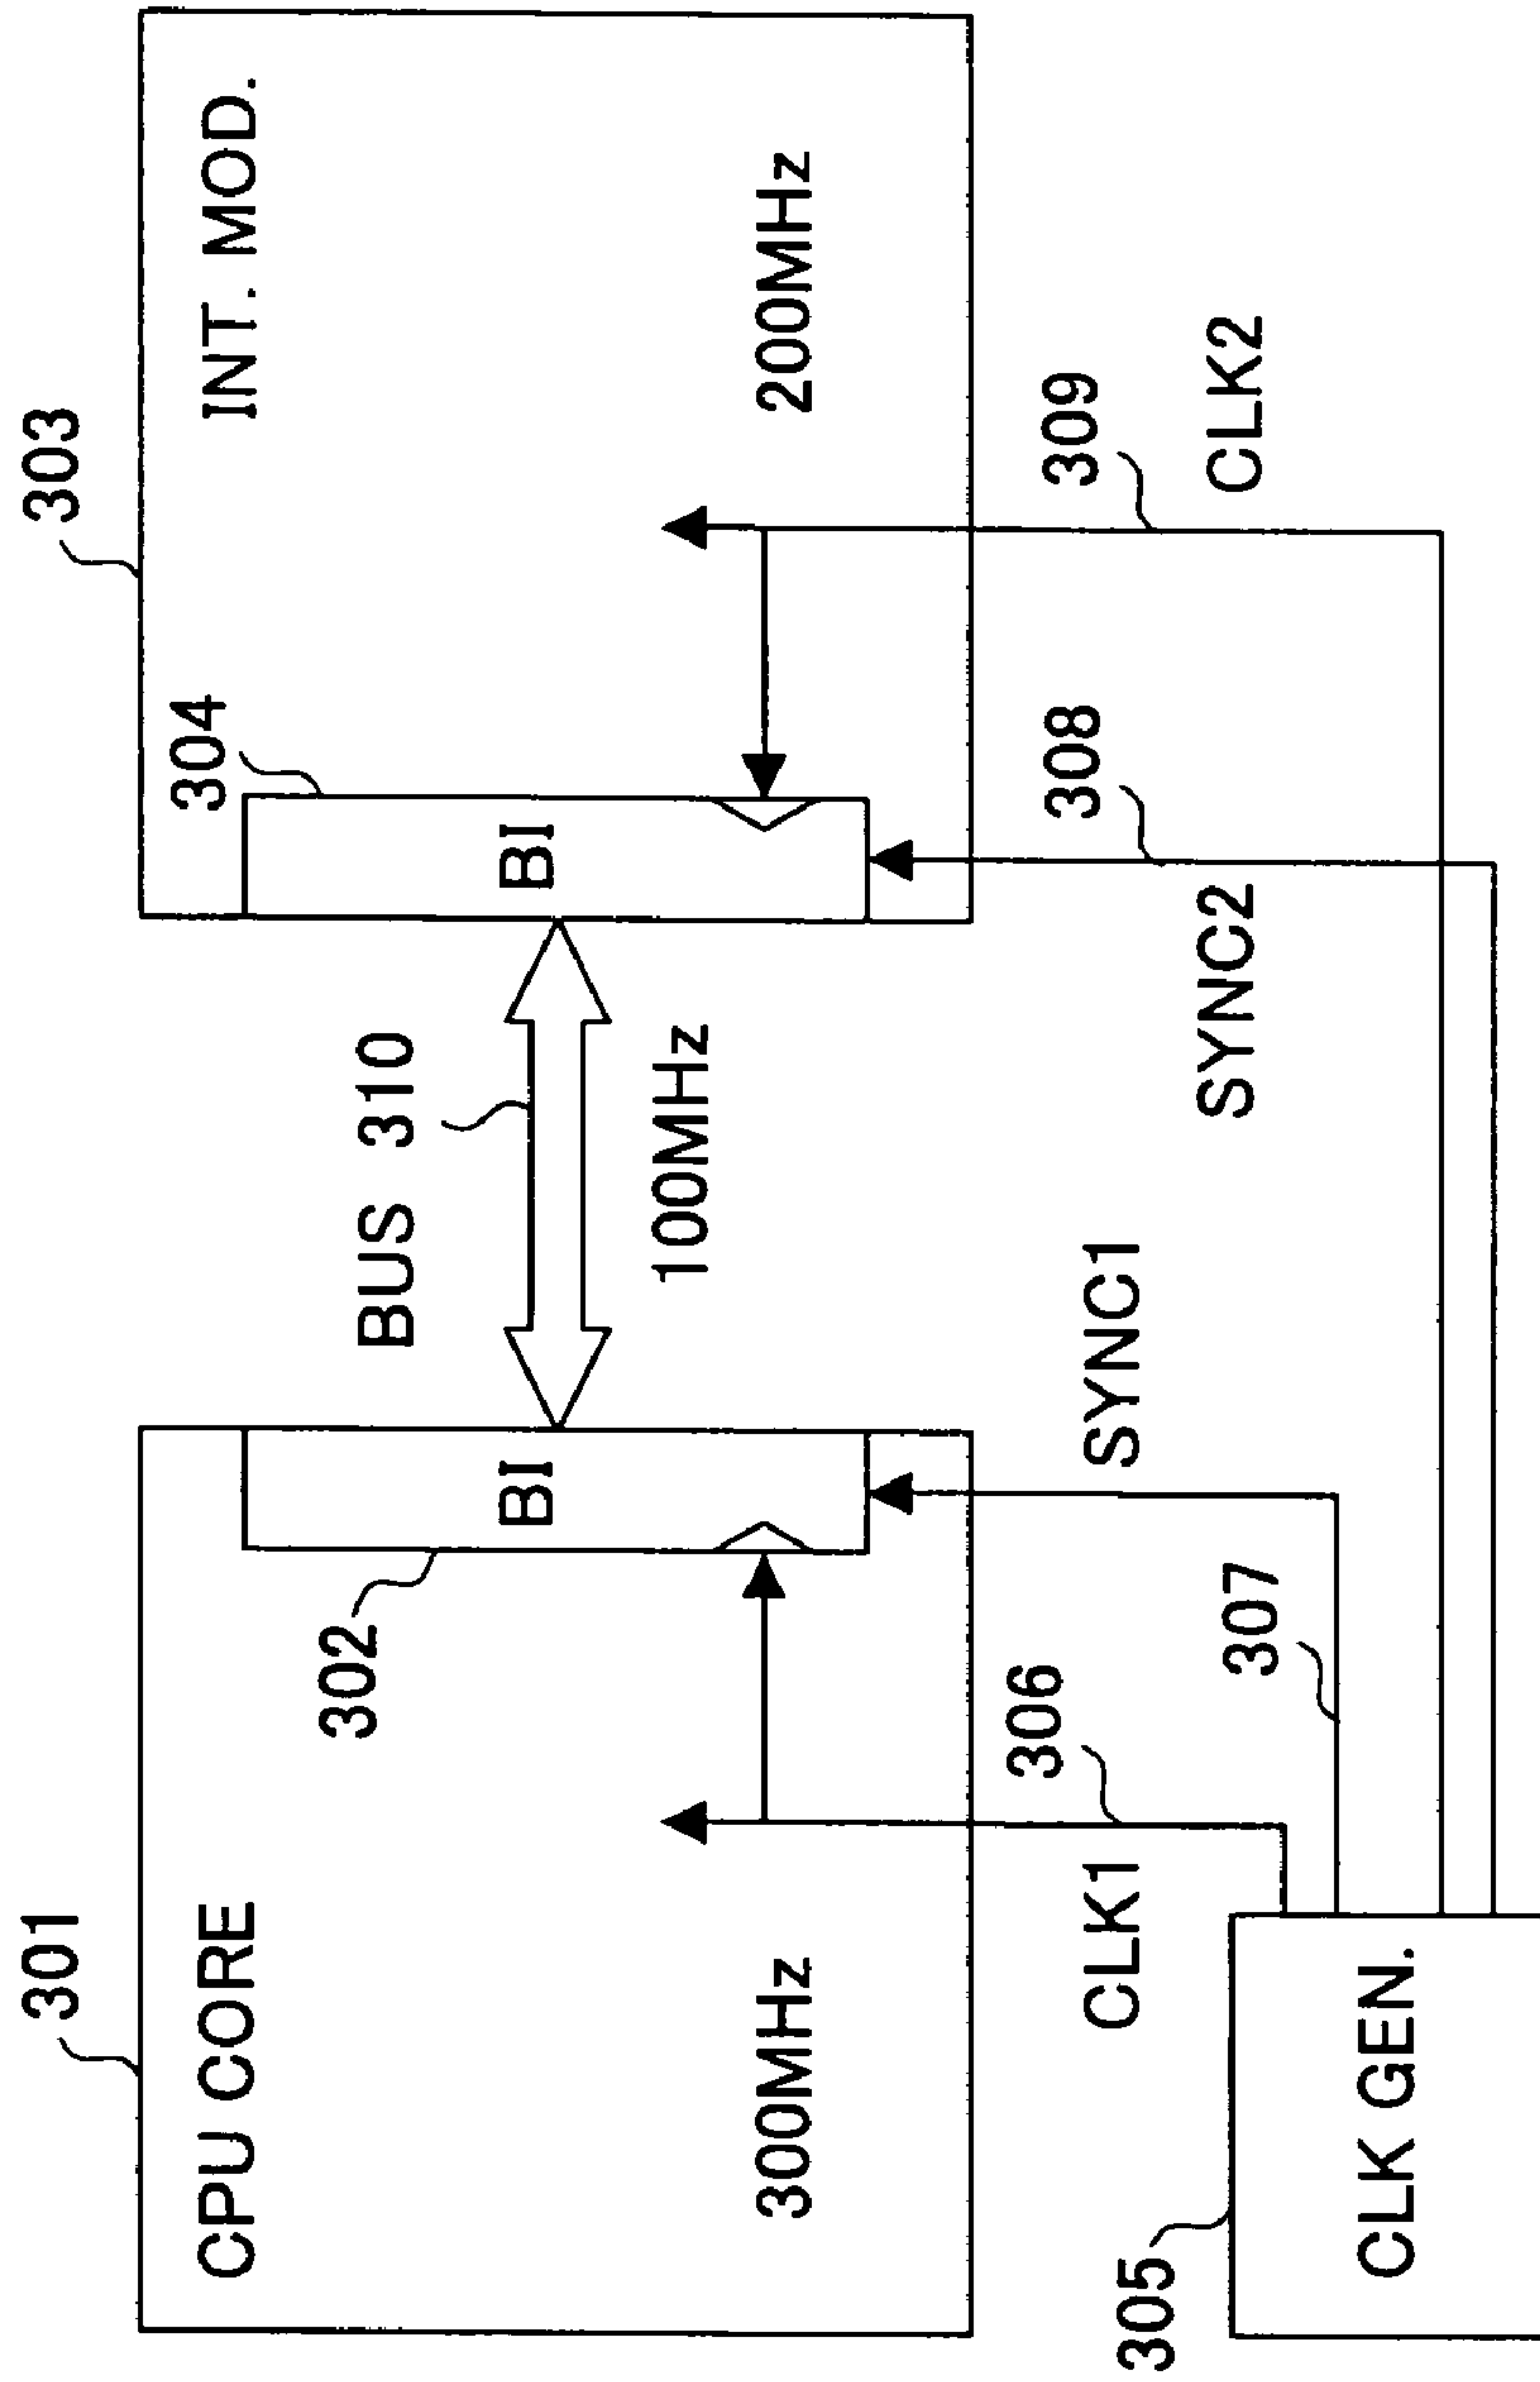 301
303
CPU CORE
INT. MOD.
304
302
BUS 310
BI
BI
100MHz
300MHz
200MHz
306
308
309
CLK1
SYNC1
305
307
SYNC2
CLK2
CLK GEN.